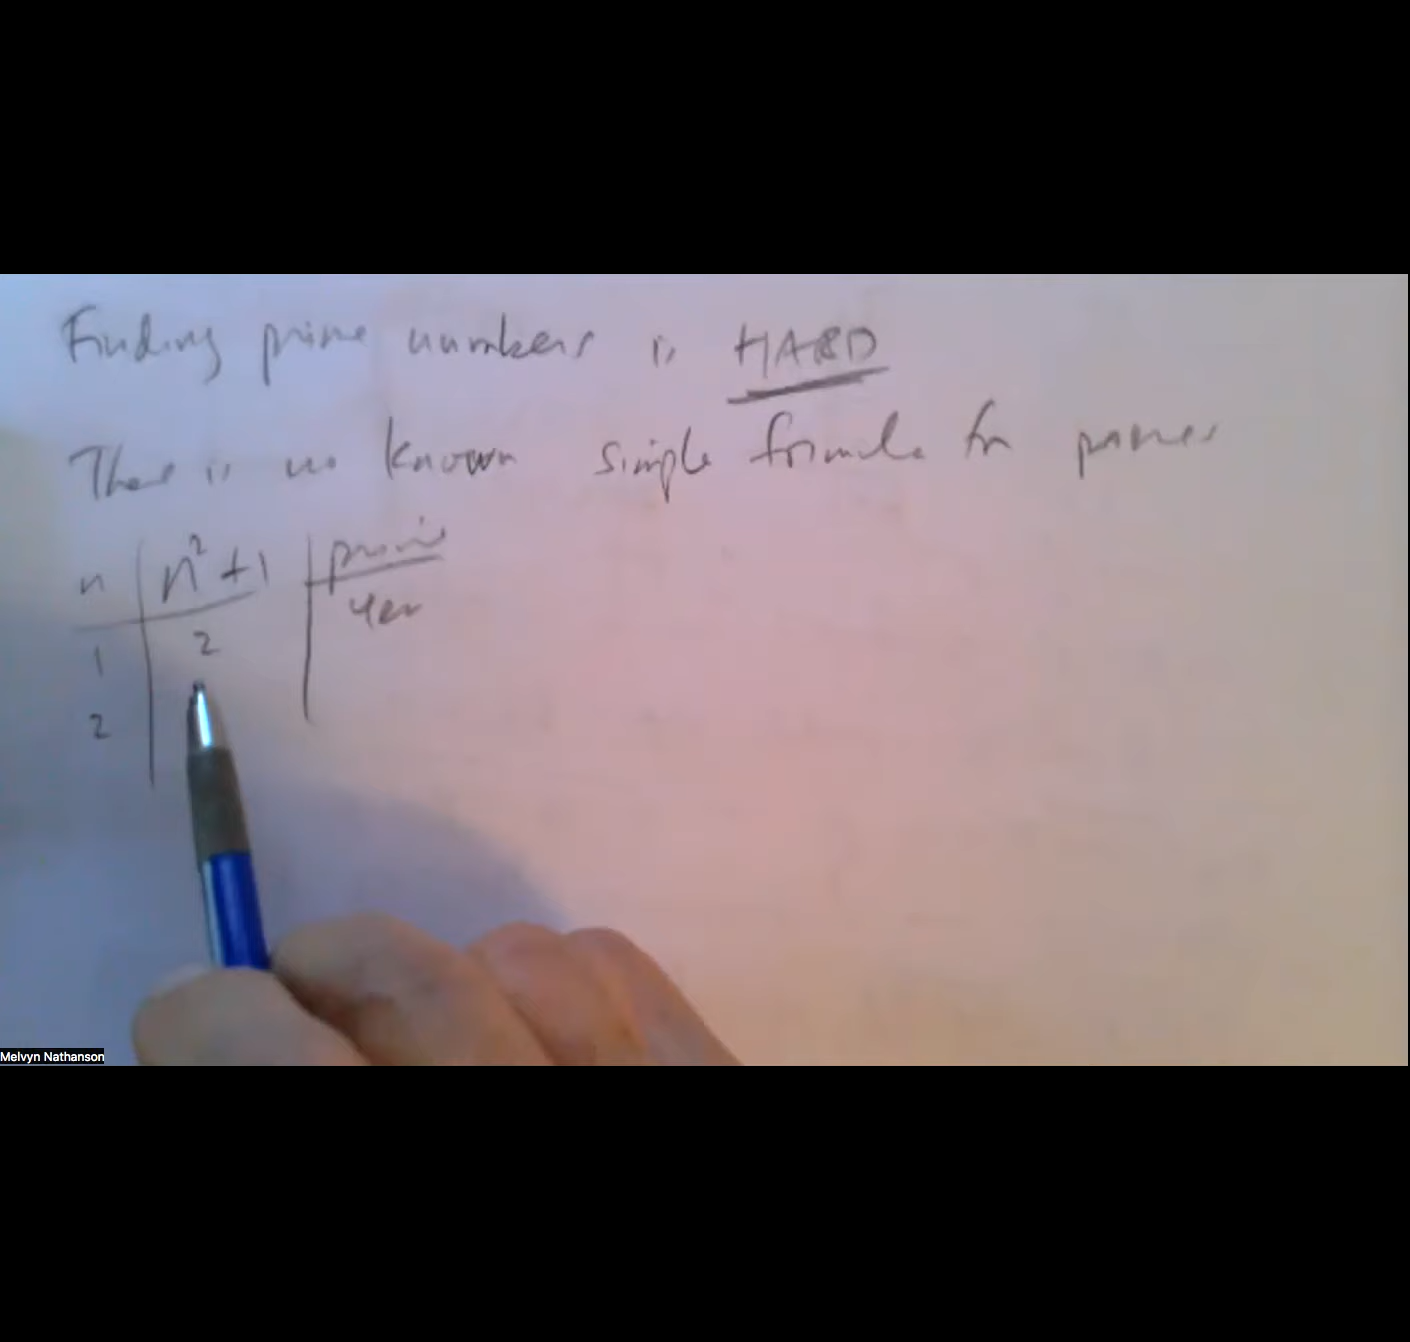 Finding prime numbers is HARD
There is no known simple formula for primes
n n² + 1 prime
1 2 yes
2
Melvyn Nathanson